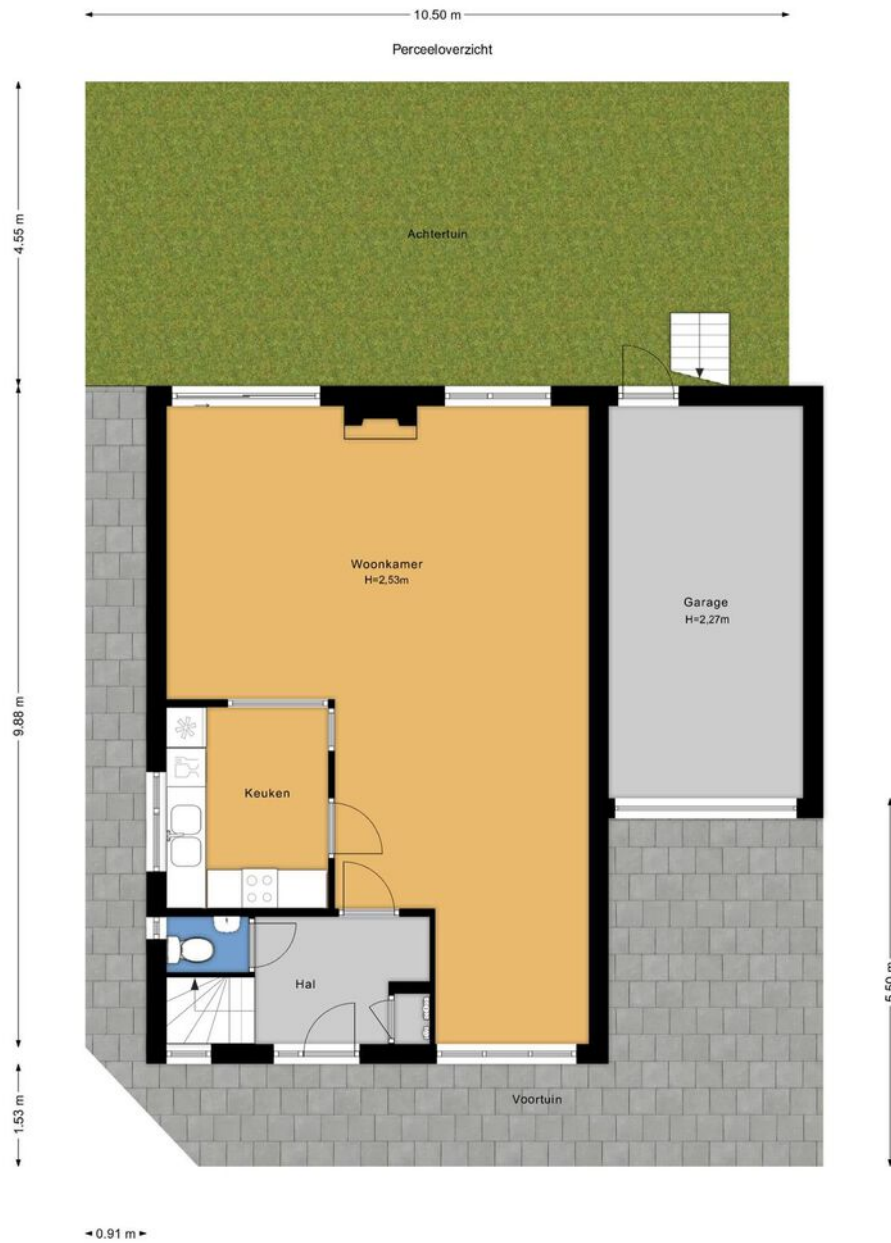 10.50 m
Perceeloverzicht
4.55 m
Achtertuin
Woonkamer
H=2,53m
Garage
H=2,27m
9.88 m
Keuken
Hal
5.50 m
1.53 m
Voortuin
0.91 m